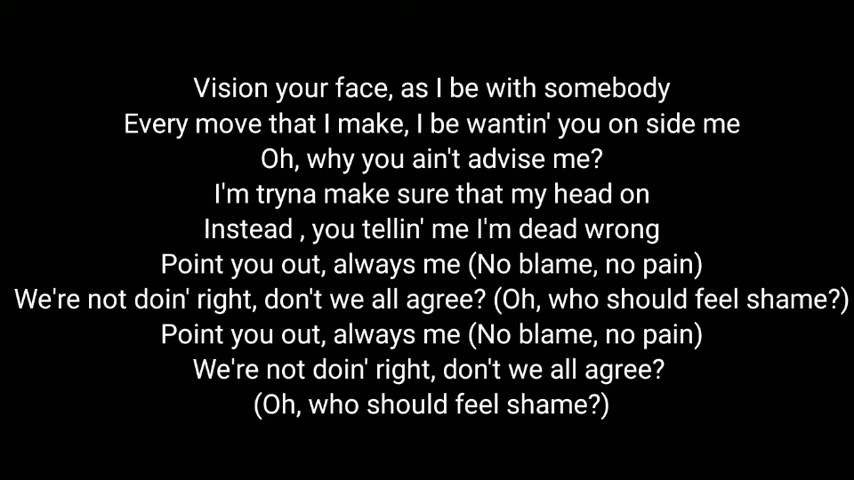 Vision your face, as I be with somebody
Every move that I make, I be wantin' you on side me
Oh, why you ain't advise me?
I'm tryna make sure that my head on
Instead , you tellin' me I'm dead wrong
Point you out, always me (No blame, no pain)
We're not doin' right, don't we all agree? (Oh, who should feel shame?)
Point you out, always me (No blame, no pain)
We're not doin' right, don't we all agree?
(Oh, who should feel shame?)